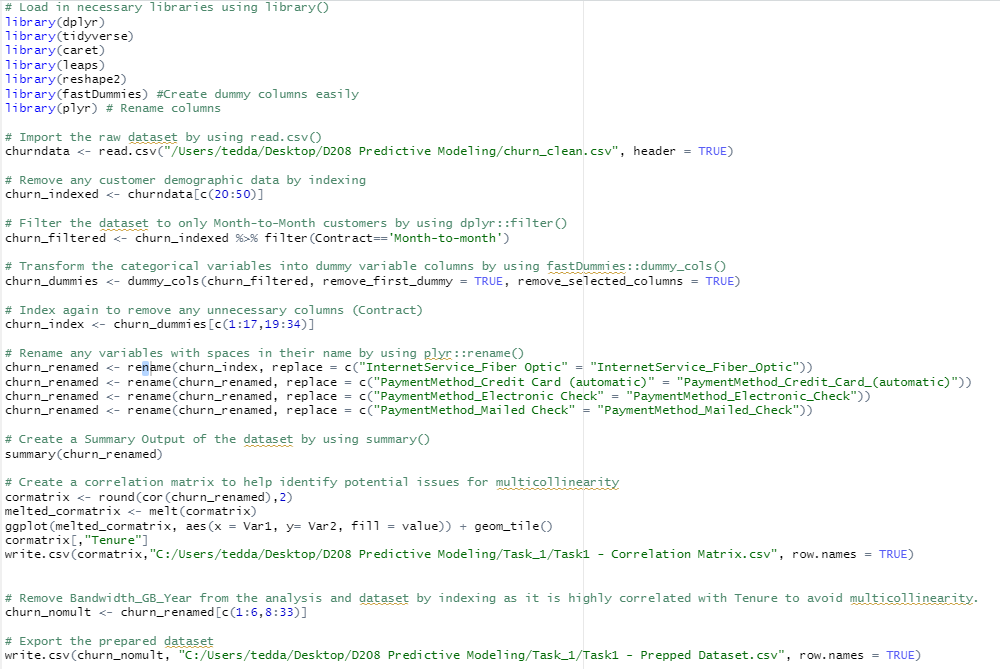 # Load in necessary libraries using library()
library(dplyr)
library(tidyverse)
library(caret)
library(leaps)
library(reshape2)
library(fastDummies) #Create dummy columns easily
library(plyr) # Rename columns
# Import the raw dataset by using read.csv()
churndata <- read.csv("/Users/tedda/Desktop/D208 Predictive Modeling/churn_clean.csv", header = TRUE)
# Remove any customer demographic data by indexing
churn_indexed <- churndata[c(20:50)]
# Filter the dataset to only Month-to-Month customers by using dplyr::filter()
churn_filtered <- churn_indexed %>% filter(Contract=='Month-to-month')
# Transform the categorical variables into dummy variable columns by using fastDummies::dummy_cols()
churn_dummies <- dummy_cols(churn_filtered, remove_first_dummy = TRUE, remove_selected_columns = TRUE)
# Index again to remove any unnecessary columns (Contract)
churn_index <- churn_dummies[c(1:17,19:34)]
# Rename any variables with spaces in their name by using plyr::rename()
churn_renamed <- rename(churn_index, replace = c("InternetService_Fiber Optic" = "InternetService_Fiber_Optic"))
churn_renamed <- rename(churn_renamed, replace = c("PaymentMethod_Credit Card (automatic)" = "PaymentMethod_Credit_Card_(automatic)"))
churn_renamed <- rename(churn_renamed, replace = c("PaymentMethod_Electronic Check" = "PaymentMethod_Electronic_Check"))
churn_renamed <- rename(churn_renamed, replace = c("PaymentMethod_Mailed Check" = "PaymentMethod_Mailed_Check"))
# Create a Summary Output of the dataset by using summary()
summary(churn_renamed)
# Create a correlation matrix to help identify potential issues for multicollinearity
cormatrix <- round(cor(churn_renamed),2)
melted_cormatrix <- melt(cormatrix)
ggplot(melted_cormatrix, aes(x = Var1, y= Var2, fill = value)) + geom_tile()
cormatrix[,"Tenure"]
write.csv(cormatrix,"C:/Users/tedda/Desktop/D208 Predictive Modeling/Task_1/Task1 - Correlation Matrix.csv", row.names = TRUE)
# Remove Bandwidth_GB_Year from the analysis and dataset by indexing as it is highly correlated with Tenure to avoid multicollinearity.
churn_nomult <- churn_renamed[c(1:6,8:33)]
# Export the prepared dataset
write.csv(churn_nomult, "C:/Users/tedda/Desktop/D208 Predictive Modeling/Task_1/Task1 - Prepped Dataset.csv", row.names = TRUE)